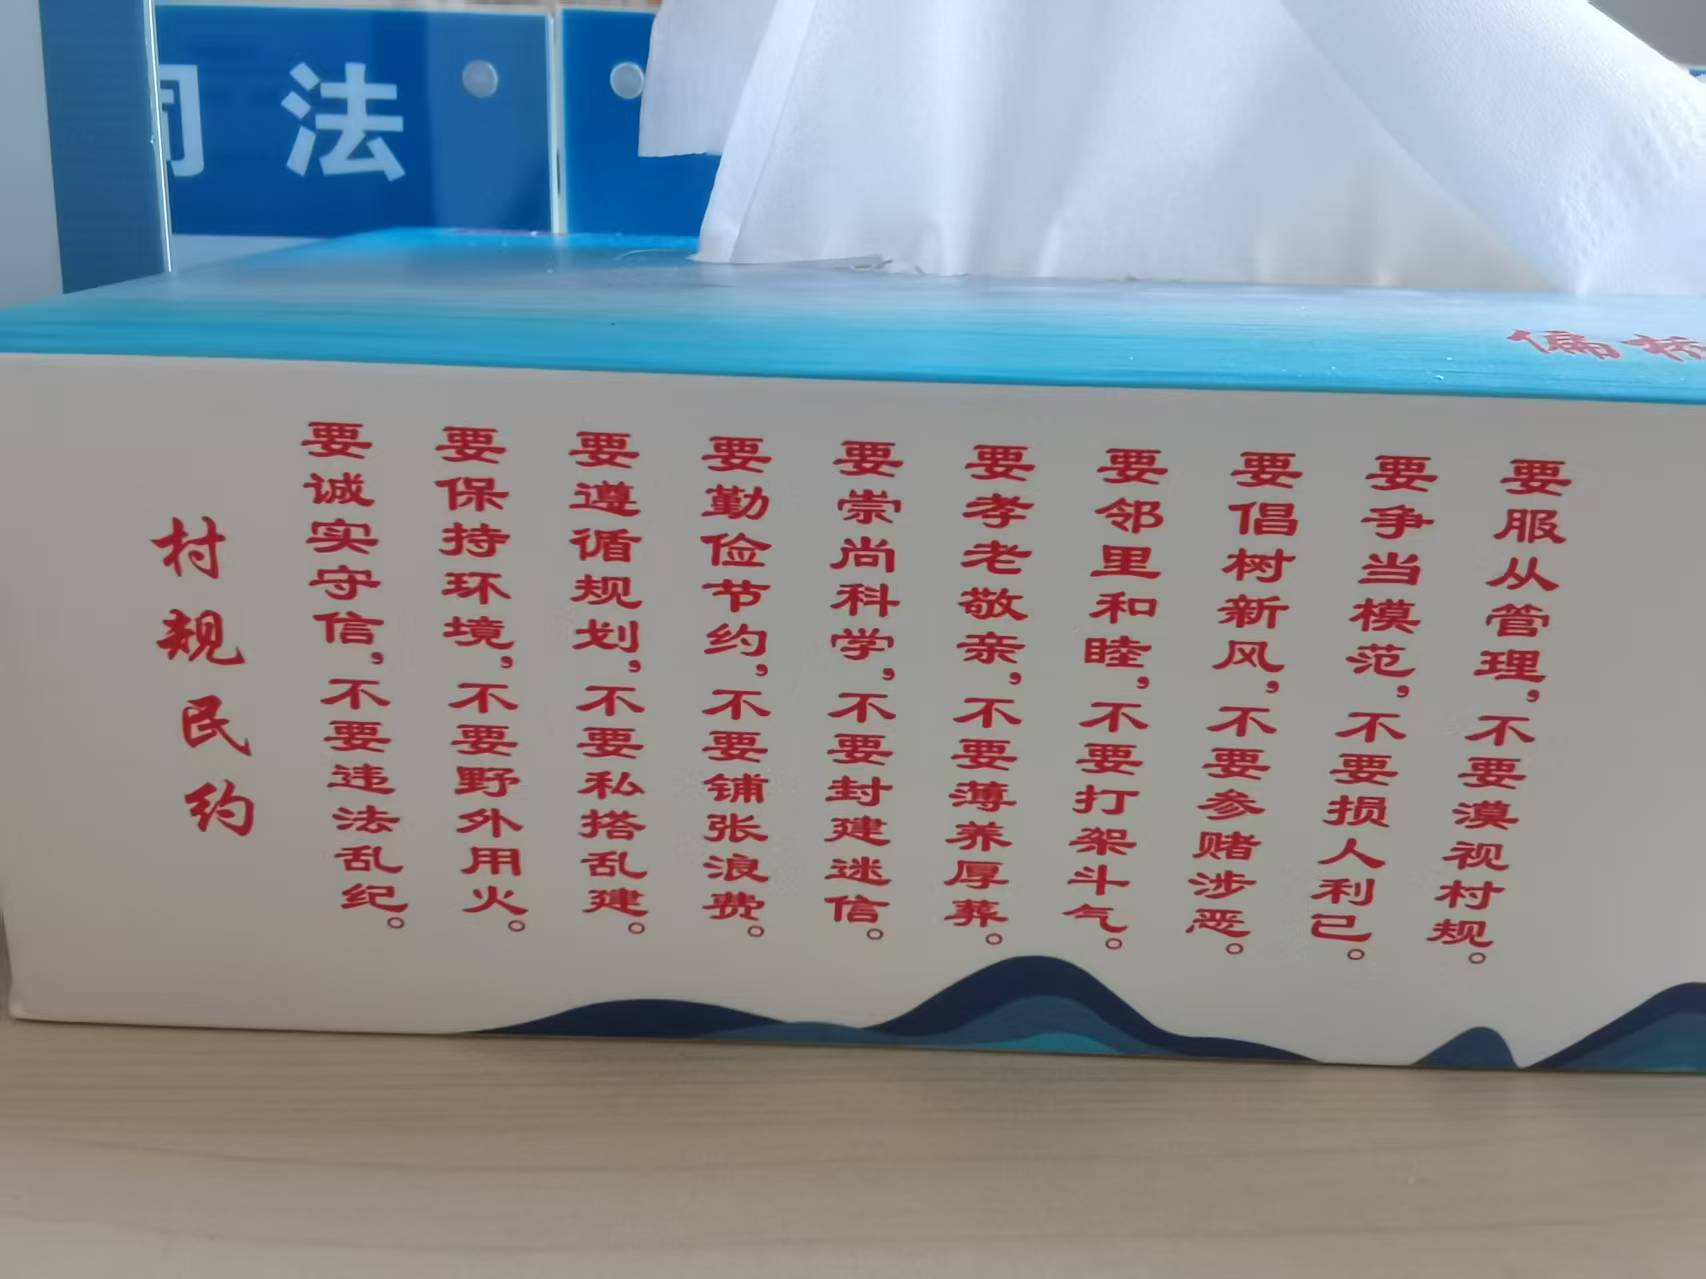 法
偏桥
村规民约
要诚实守信，不要违法乱纪。
要保持环境，不要野外用火。
要遵循规划，不要私搭乱建。
要勤俭节约，不要铺张浪费。
要崇尚科学，不要封建迷信。
要孝老敬亲，不要薄养厚葬。
要邻里和睦，不要打架斗气。
要倡树新风，不要参赌涉恶。
要争当模范，不要损人利已。
要服从管理，不要漠视村规。